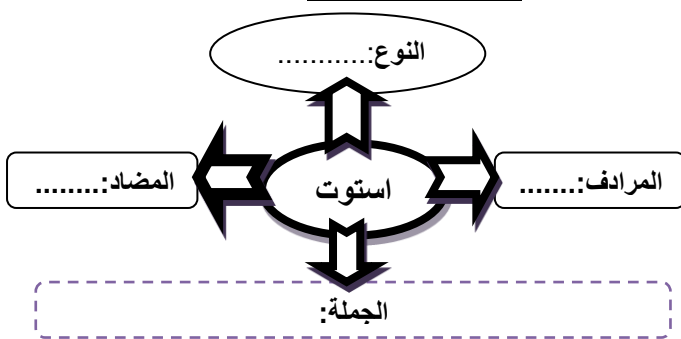 النوع:............
المرادف:.......
استوت
المضاد:........
الجملة: